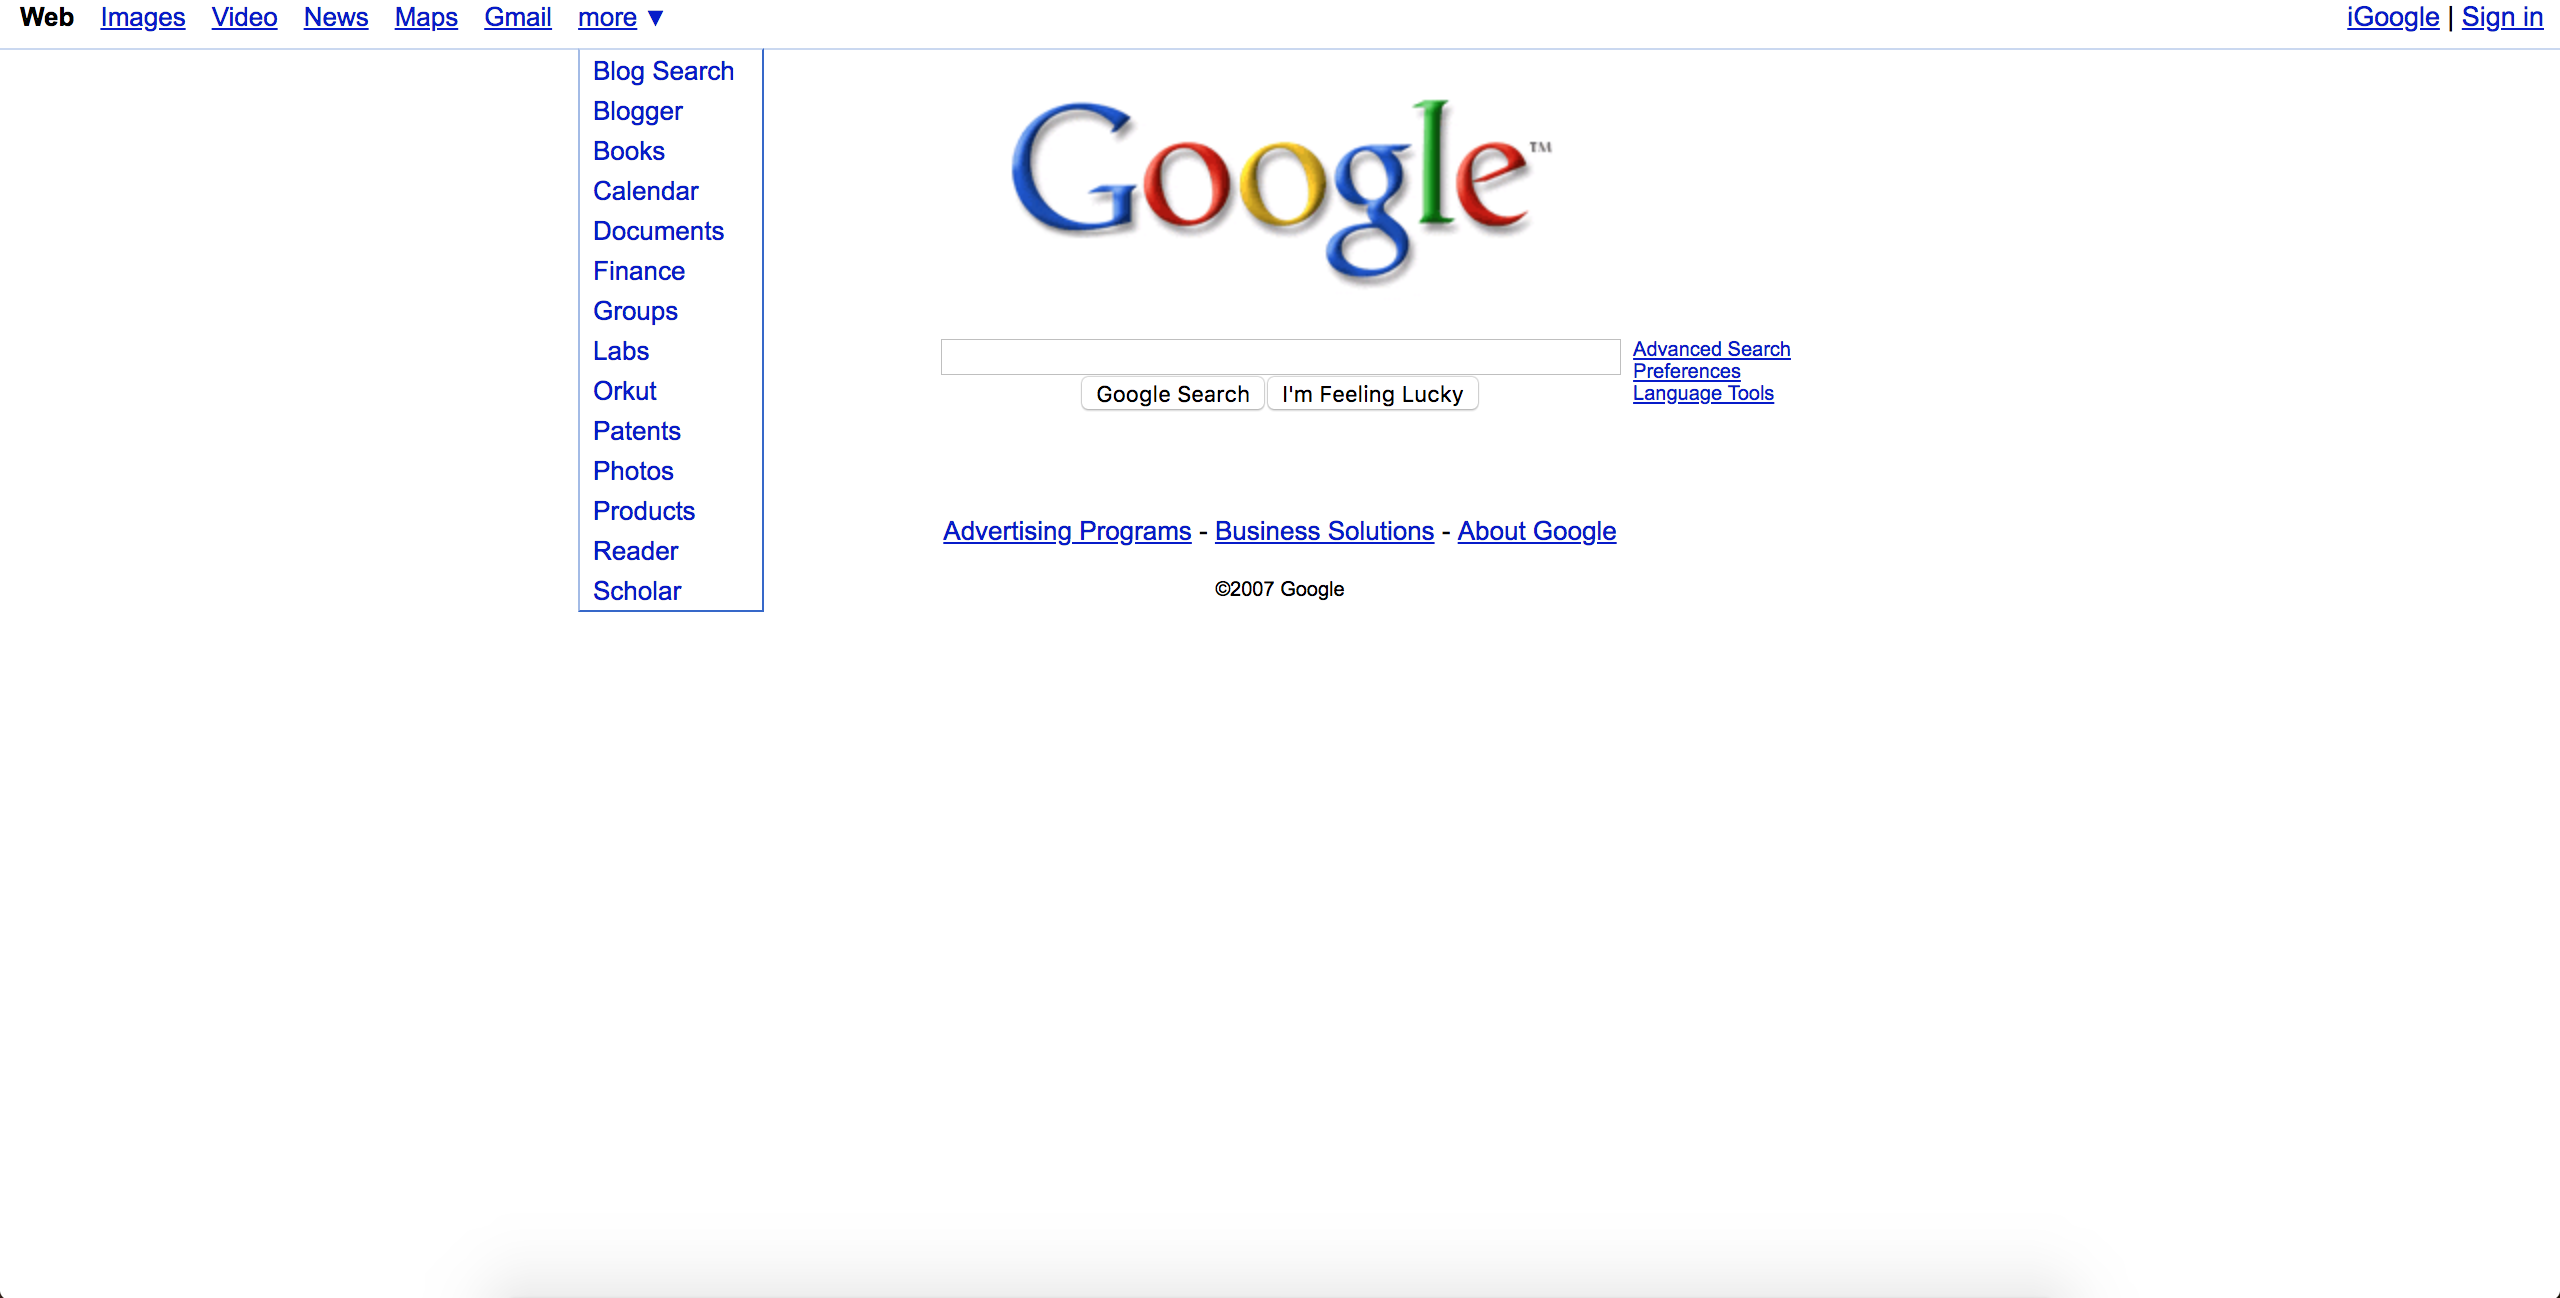 Web Images Video News Maps Gmail more ▼ iGoogle | Sign in
Blog Search
Blogger
Books
Calendar
Documents
Finance
Groups
Labs
Orkut
Patents
Photos
Products
Reader
Scholar
Google™
Advanced Search
Preferences
Language Tools
Google Search I'm Feeling Lucky
Advertising Programs - Business Solutions - About Google
©2007 Google